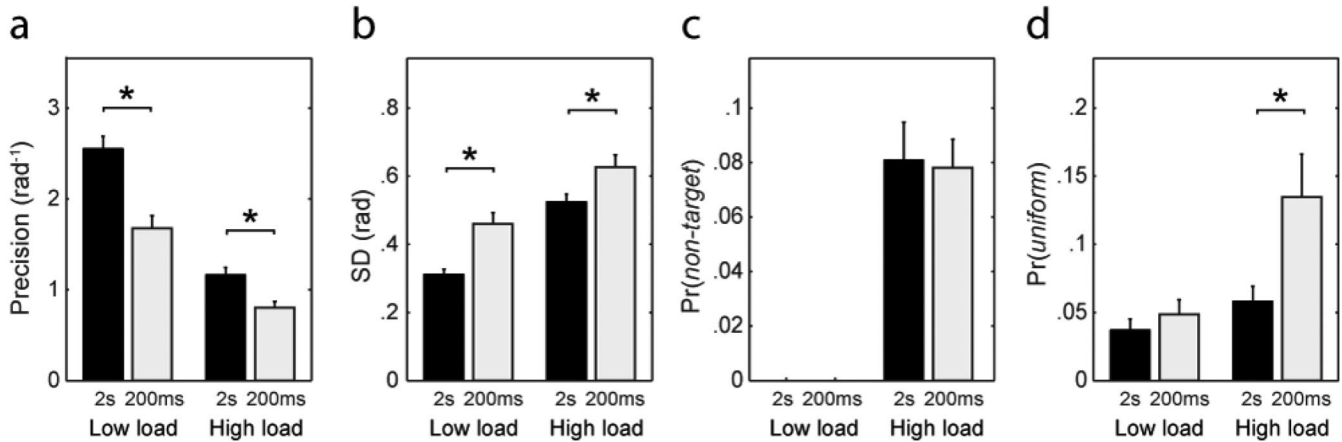 a
Precision (rad⁻¹)
3
2
1
0
*
*
2s 200ms 2s 200ms
Low load High load
b
SD (rad)
.8
.6
.4
.2
0
*
*
2s 200ms 2s 200ms
Low load High load
c
Pr(non-target)
.1
.08
.06
.04
.02
0
2s 200ms 2s 200ms
Low load High load
d
Pr(uniform)
.2
.15
.1
.05
0
*
2s 200ms 2s 200ms
Low load High load